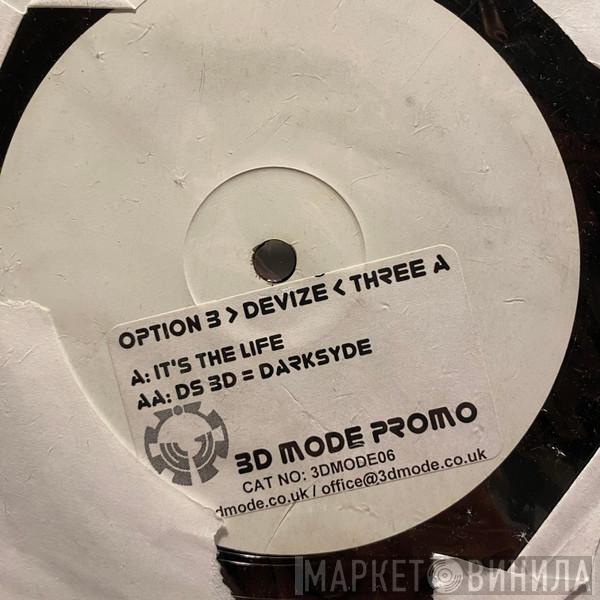 OPTION 3 > DEVIZE < THREE A
A: IT'S THE LIFE
AA: DS 3D = DARKSYDE
3D MODE PROMO
CAT NO: 3DMODE06
dmode.co.uk / office@3dmode.co.uk
МАРКЕТ ВИНИЛА